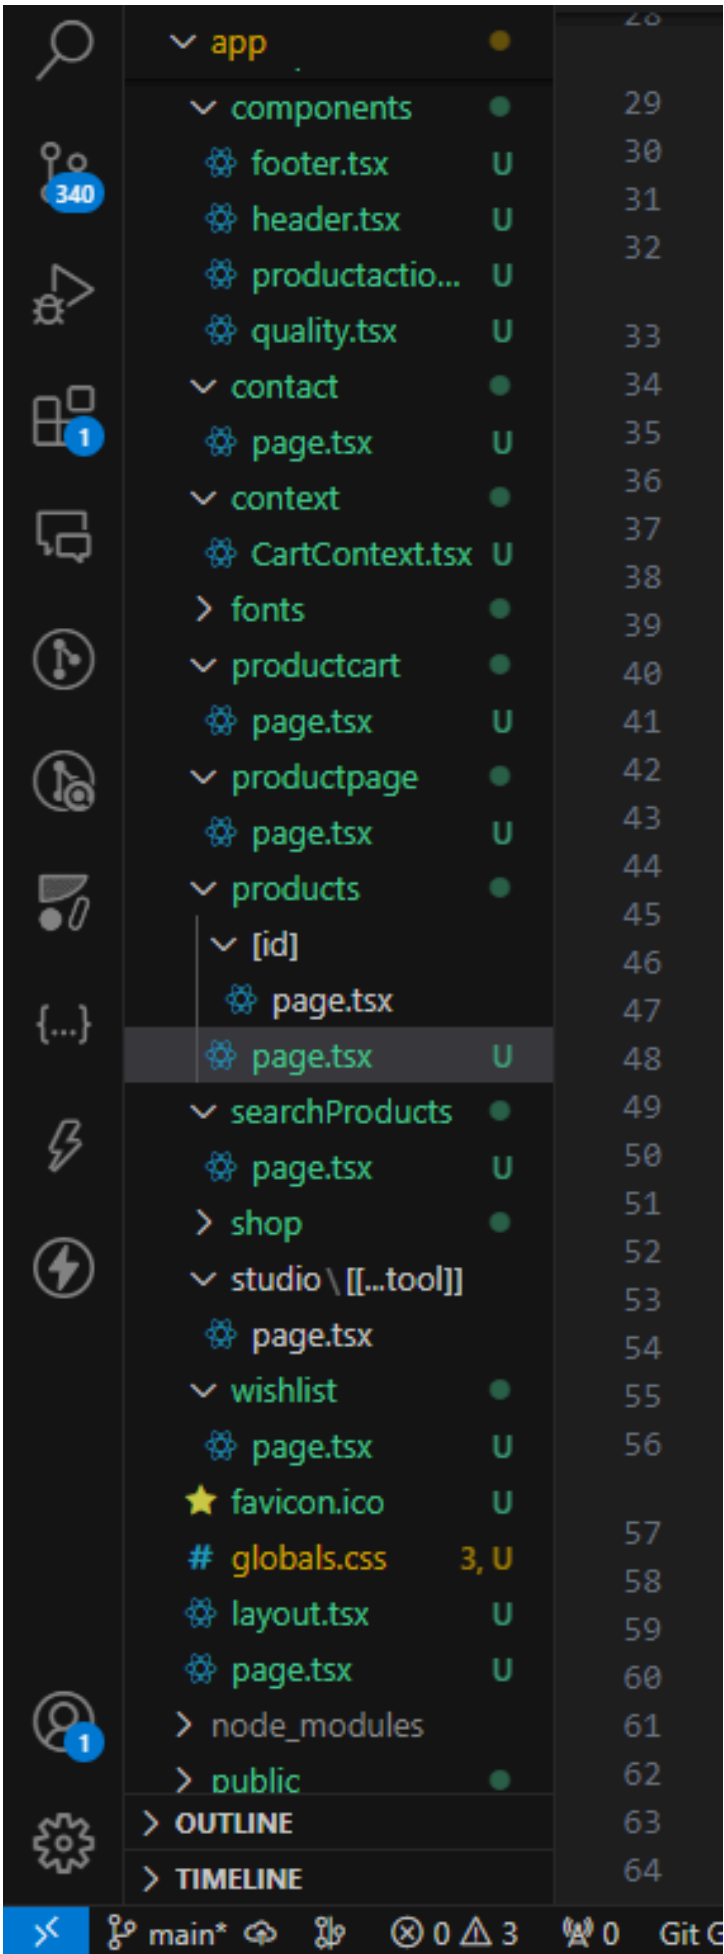 app
28
components
29
footer.tsx U
30
340
header.tsx U
31
productactio... U
32
quality.tsx U
33
contact
34
1
page.tsx U
35
context
36
CartContext.tsx U
37
38
fonts
39
productcart
40
page.tsx U
41
productpage
42
page.tsx U
43
products
44
[id]
45
page.tsx
46
{...}
47
page.tsx U
48
searchProducts
49
page.tsx U
50
shop
51
studio \ [[...tool]]
52
page.tsx
53
wishlist
54
page.tsx U
55
favicon.ico U
56
globals.css 3, U
57
layout.tsx U
58
page.tsx U
59
60
node_modules
61
1
public
62
OUTLINE
63
TIMELINE
64
main* 0 3 0 Git G